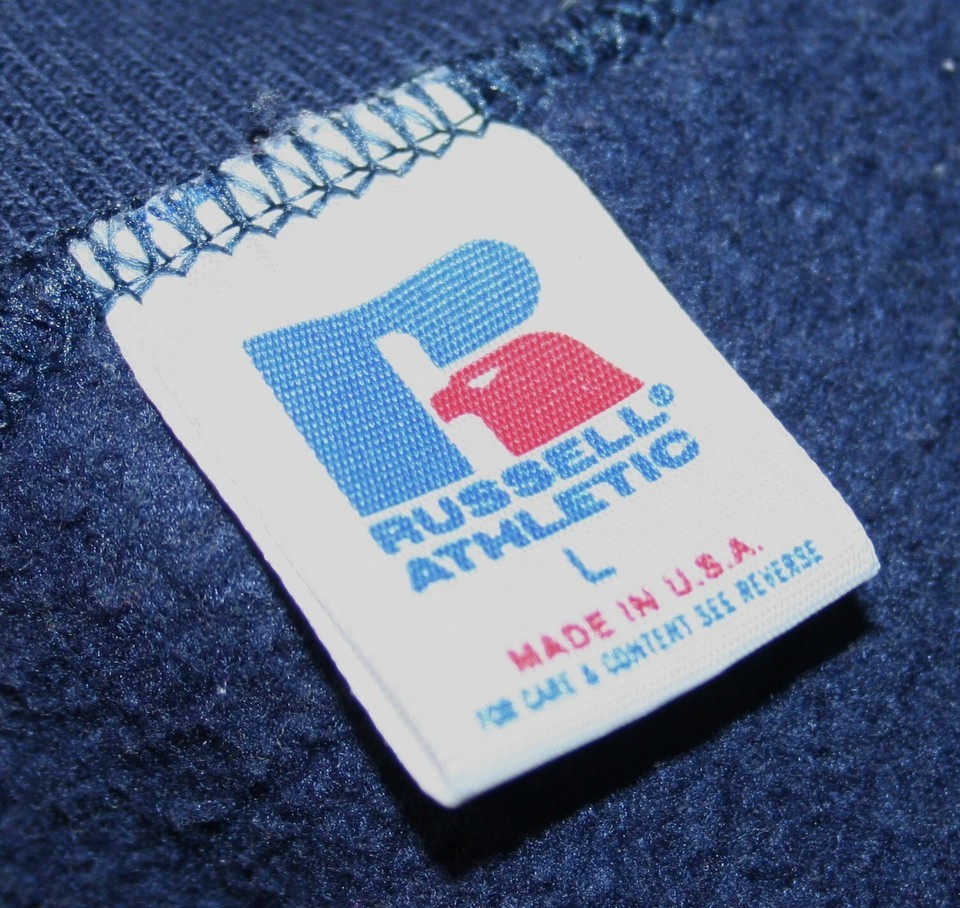 RUSSELL®
ATHLETIC
L
MADE IN U.S.A.
FOR CARE & CONTENT SEE REVERSE